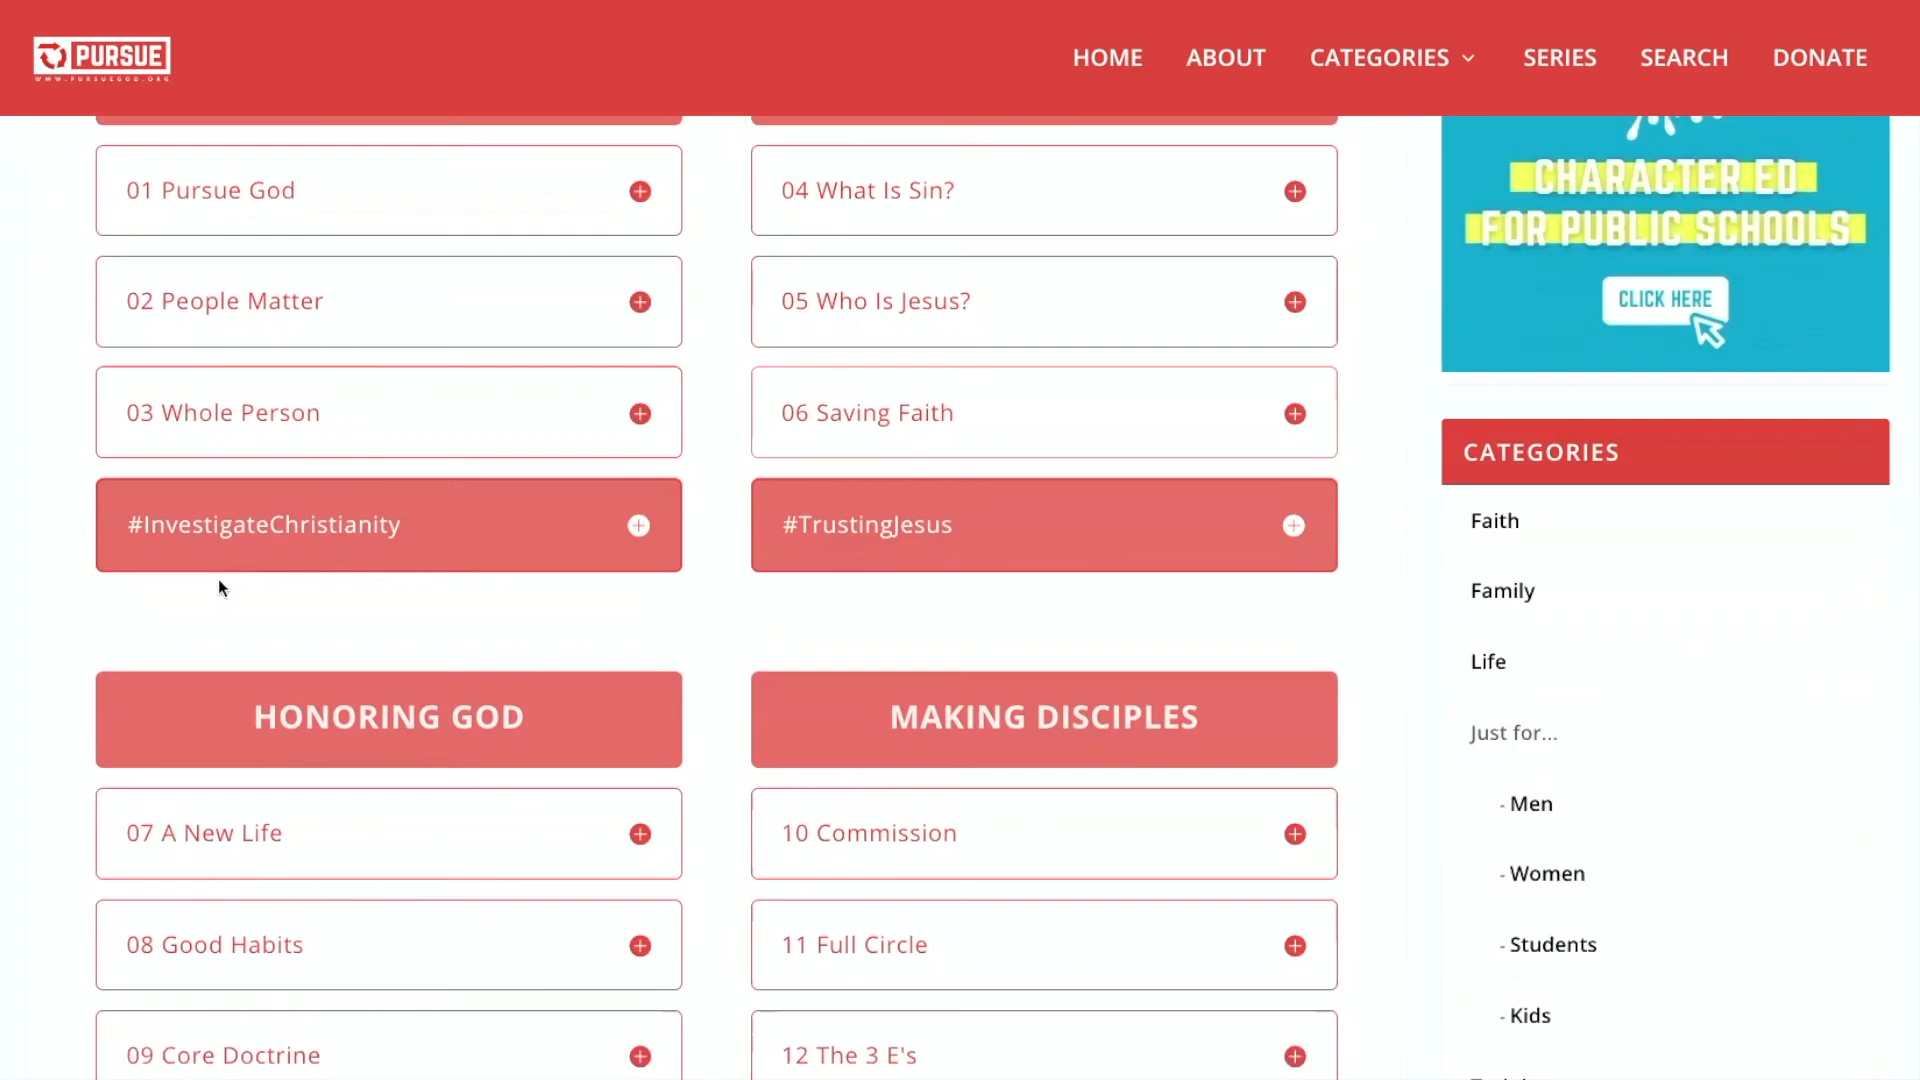 PURSUE
WWW.PURSUEGOD.ORG
HOME
ABOUT
CATEGORIES
SERIES
SEARCH
DONATE
01 Pursue God
02 People Matter
03 Whole Person
#InvestigateChristianity
04 What Is Sin?
05 Who Is Jesus?
06 Saving Faith
#TrustingJesus
HONORING GOD
07 A New Life
08 Good Habits
09 Core Doctrine
MAKING DISCIPLES
10 Commission
11 Full Circle
12 The 3 E's
CHARACTER ED
FOR PUBLIC SCHOOLS
CLICK HERE
CATEGORIES
Faith
Family
Life
Just for...
- Men
- Women
- Students
- Kids